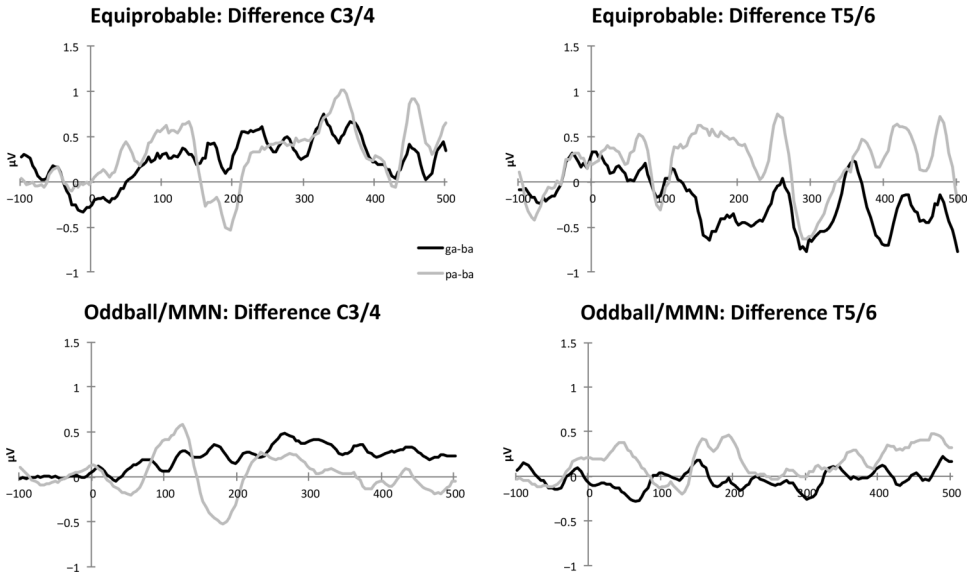 Equiprobable: Difference C3/4
1.5
1
0.5
0
−0.5
−1
μV
−100 0 100 200 300 400 500
ga-ba
pa-ba
Equiprobable: Difference T5/6
1.5
1
0.5
0
−0.5
−1
μV
−100 0 100 200 300 400 500
Oddball/MMN: Difference C3/4
1.5
1
0.5
0
−0.5
−1
μV
−100 0 100 200 300 400 500
Oddball/MMN: Difference T5/6
1.5
1
0.5
0
−0.5
−1
μV
−100 0 100 200 300 400 500